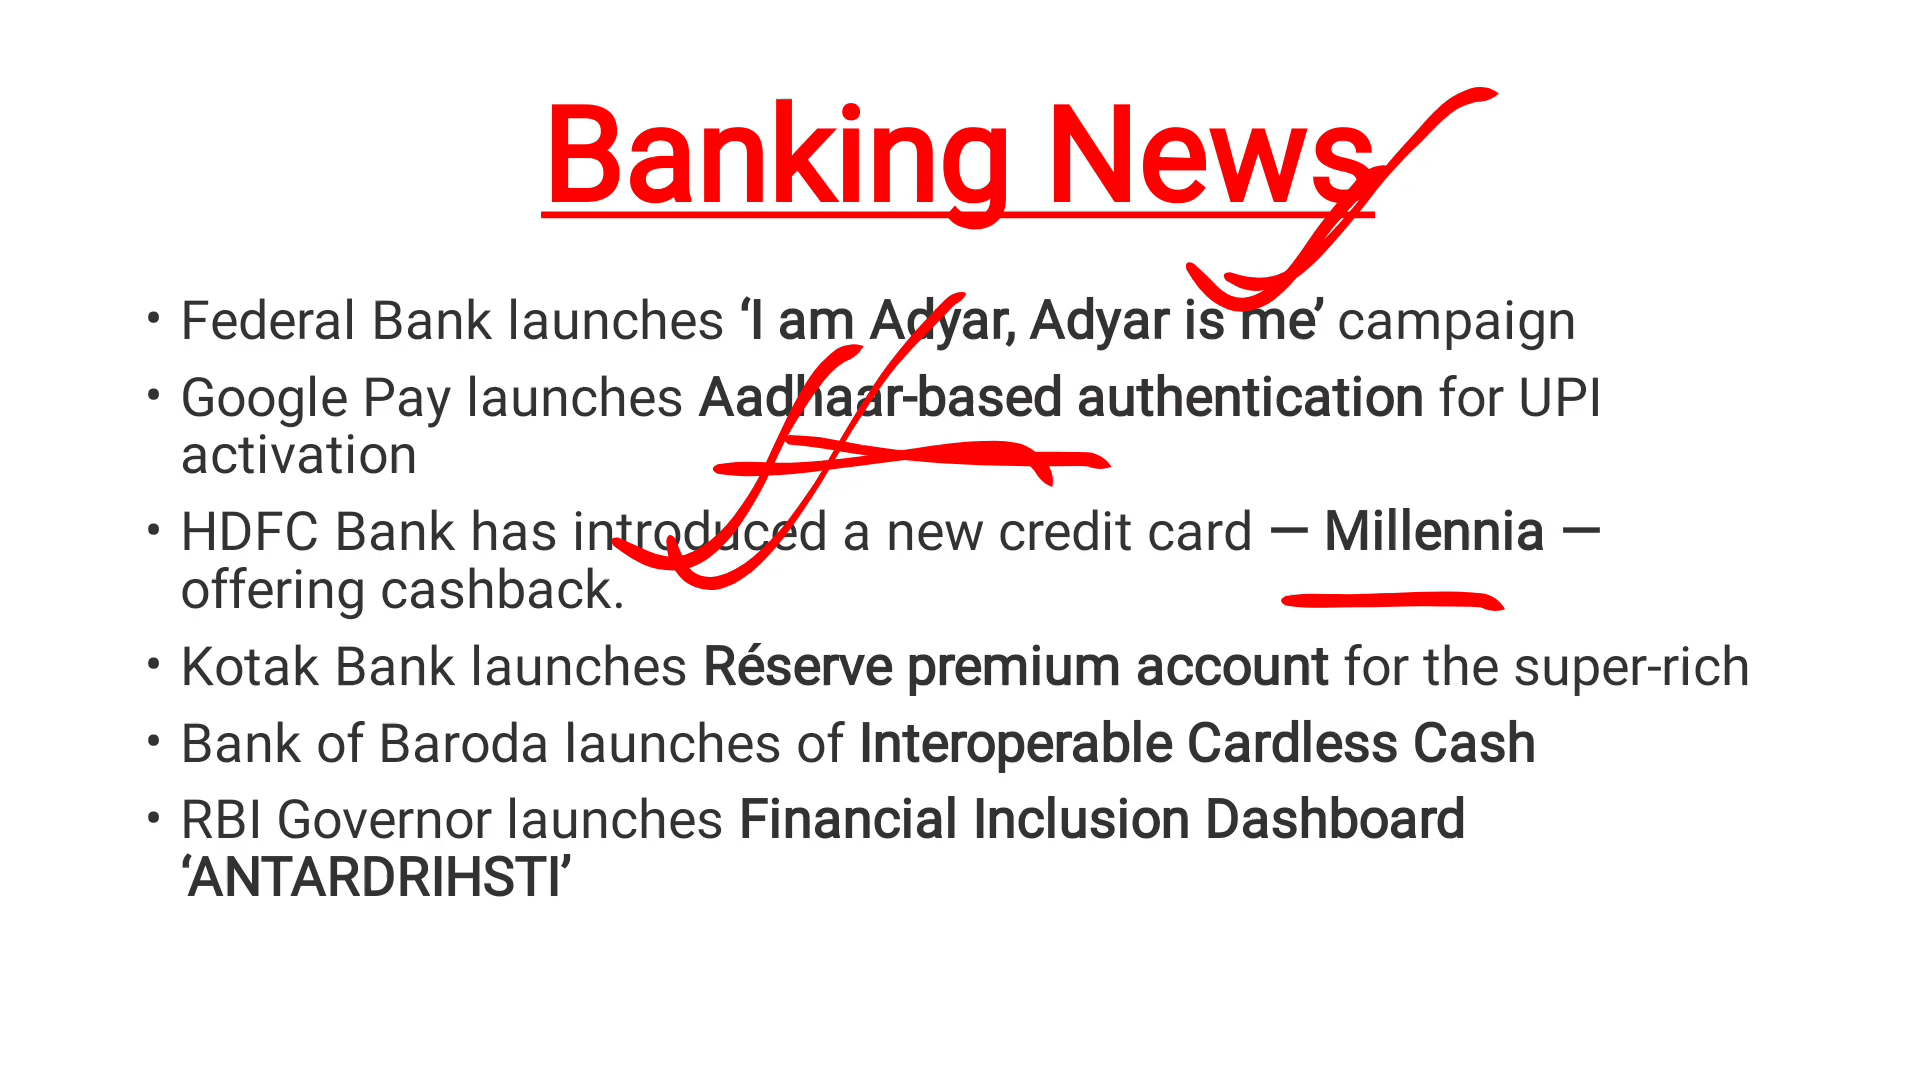 Banking News
• Federal Bank launches ‘I am Adyar, Adyar is me’ campaign
• Google Pay launches Aadhaar-based authentication for UPI
activation
• HDFC Bank has introduced a new credit card — Millennia —
offering cashback.
• Kotak Bank launches Réserve premium account for the super-rich
• Bank of Baroda launches of Interoperable Cardless Cash
• RBI Governor launches Financial Inclusion Dashboard
‘ANTARDRIHSTI’